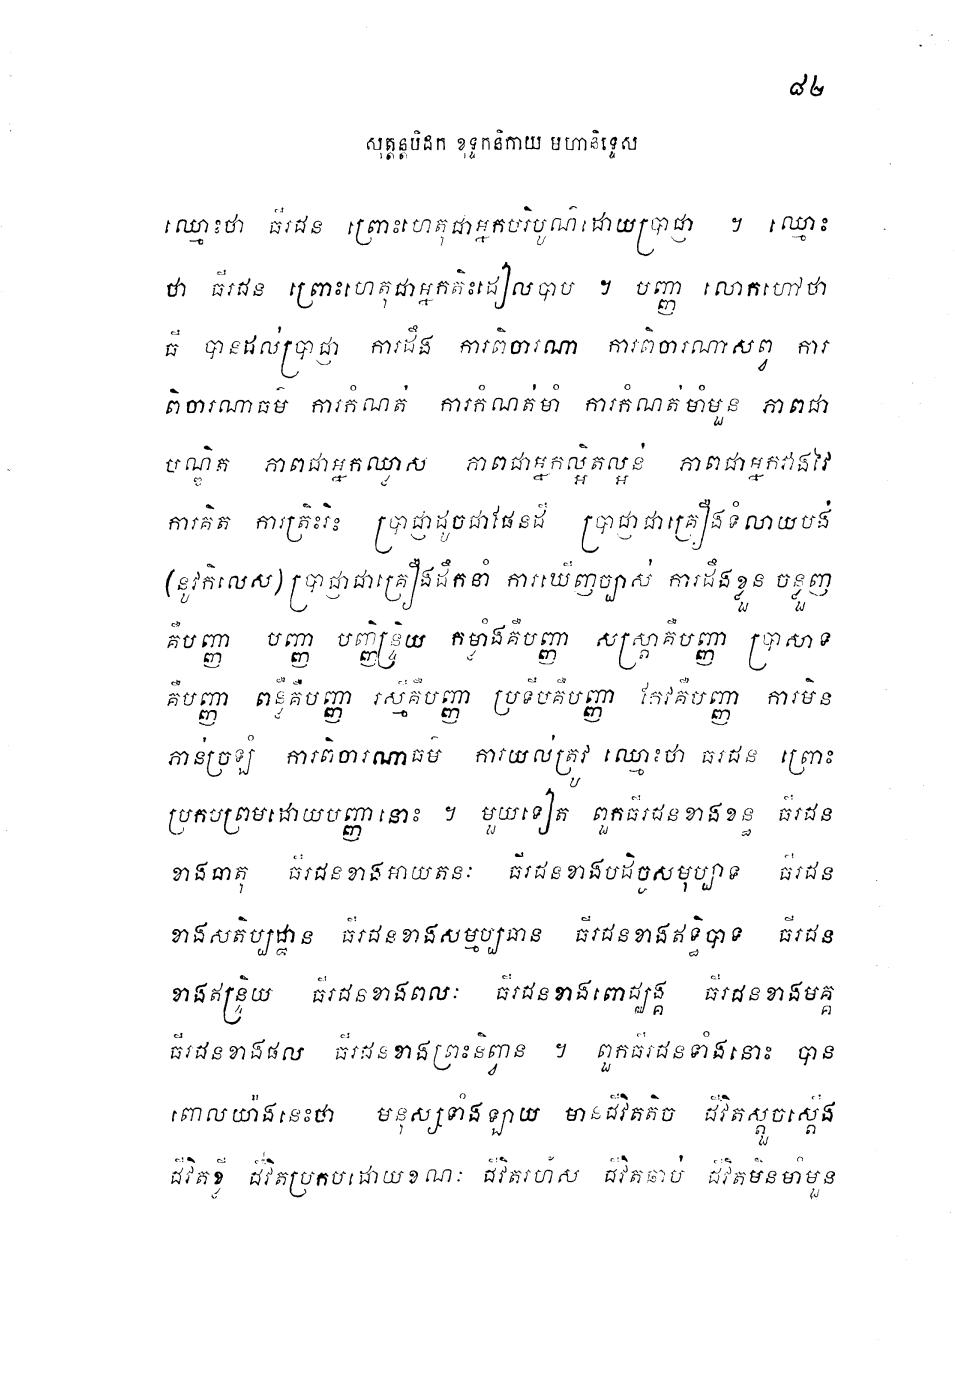 ៨២
សុត្តន្តបិដក ខុទ្ទកនិកាយ មហានិទ្ទេស
ឈ្មោះថា ធីរជន ព្រោះហេតុជាអ្នកបរិបូណ៌ដោយប្រាជ្ញា ។ ឈ្មោះ
ថា ធីរជន ព្រោះហេតុជាអ្នកតិះដៀលបាប ។ បញ្ញា លោកហៅថា
ធី បានដល់ប្រាជ្ញា ការដឹង ការពិចារណា ការពិចារណាសព្វ ការ
ពិចារណាធម៌ ការកំណត់ ការកំណត់មាំ ការកំណត់មាំមួន ភាពជា
បណ្ឌិត ភាពជាអ្នកឈ្លាស ភាពជាអ្នកល្អិតល្អន់ ភាពជាអ្នកវាងវៃ
ការគិត ការត្រិះរិះ ប្រាជ្ញាដូចជាផែនដី ប្រាជ្ញាជាគ្រឿងទំលាយបង់
(នូវកិលេស) ប្រាជ្ញាជាគ្រឿងដឹកនាំ ការឃើញច្បាស់ ការដឹងខ្លួន ចន្ទួញ
គឺបញ្ញា បញ្ញា បញ្ញិន្ទ្រិយ កម្លាំងគឺបញ្ញា សស្ត្រាគឺបញ្ញា ប្រាសាទ
គឺបញ្ញា ពន្លឺគឺបញ្ញា រស្មីគឺបញ្ញា ប្រទីបគឺបញ្ញា កែវគឺបញ្ញា ការមិន
ភាន់ច្រឡំ ការពិចារណាធម៌ ការយល់ត្រូវ ឈ្មោះថា ធីរជន ព្រោះ
ប្រកបព្រមដោយបញ្ញានោះ ។ មួយទៀត ពួកធីរជនខាងខន្ធ ធីរជន
ខាងធាតុ ធីរជនខាងអាយតនៈ ធីរជនខាងបដិច្ចសមុប្បាទ ធីរជន
ខាងសតិប្បដ្ឋាន ធីរជនខាងសម្មប្បធាន ធីរជនខាងឥទ្ធិបាទ ធីរជន
ខាងឥន្ទ្រិយ ធីរជនខាងពលៈ ធីរជនខាងពោជ្ឈង្គ ធីរជនខាងមគ្គ
ធីរជនខាងផល ធីរជនខាងព្រះនិព្វាន ។ ពួកធីរជនទាំងនោះ បាន
ពោលយ៉ាងនេះថា មនុស្សទាំងឡាយ មានជីវិតតិច ជីវិតស្តួចស្តើង
ជីវិតខ្លី ជីវិតប្រកបដោយខណៈ ជីវិតរហ័ស ជីវិតឆាប់ ជីវិតមិនមាំមួន